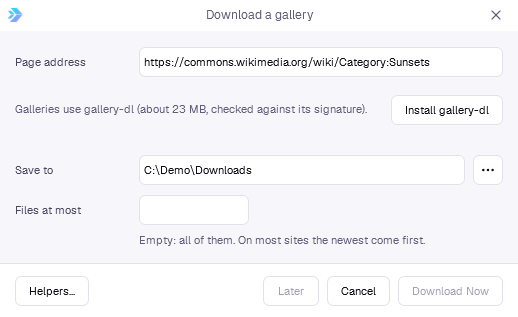 Download a gallery
Page address
https://commons.wikimedia.org/wiki/Category:Sunsets
Galleries use gallery-dl (about 23 MB, checked against its signature).
Install gallery-dl
Save to
C:\Demo\Downloads
...
Files at most
Empty: all of them. On most sites the newest come first.
Helpers...
Later
Cancel
Download Now